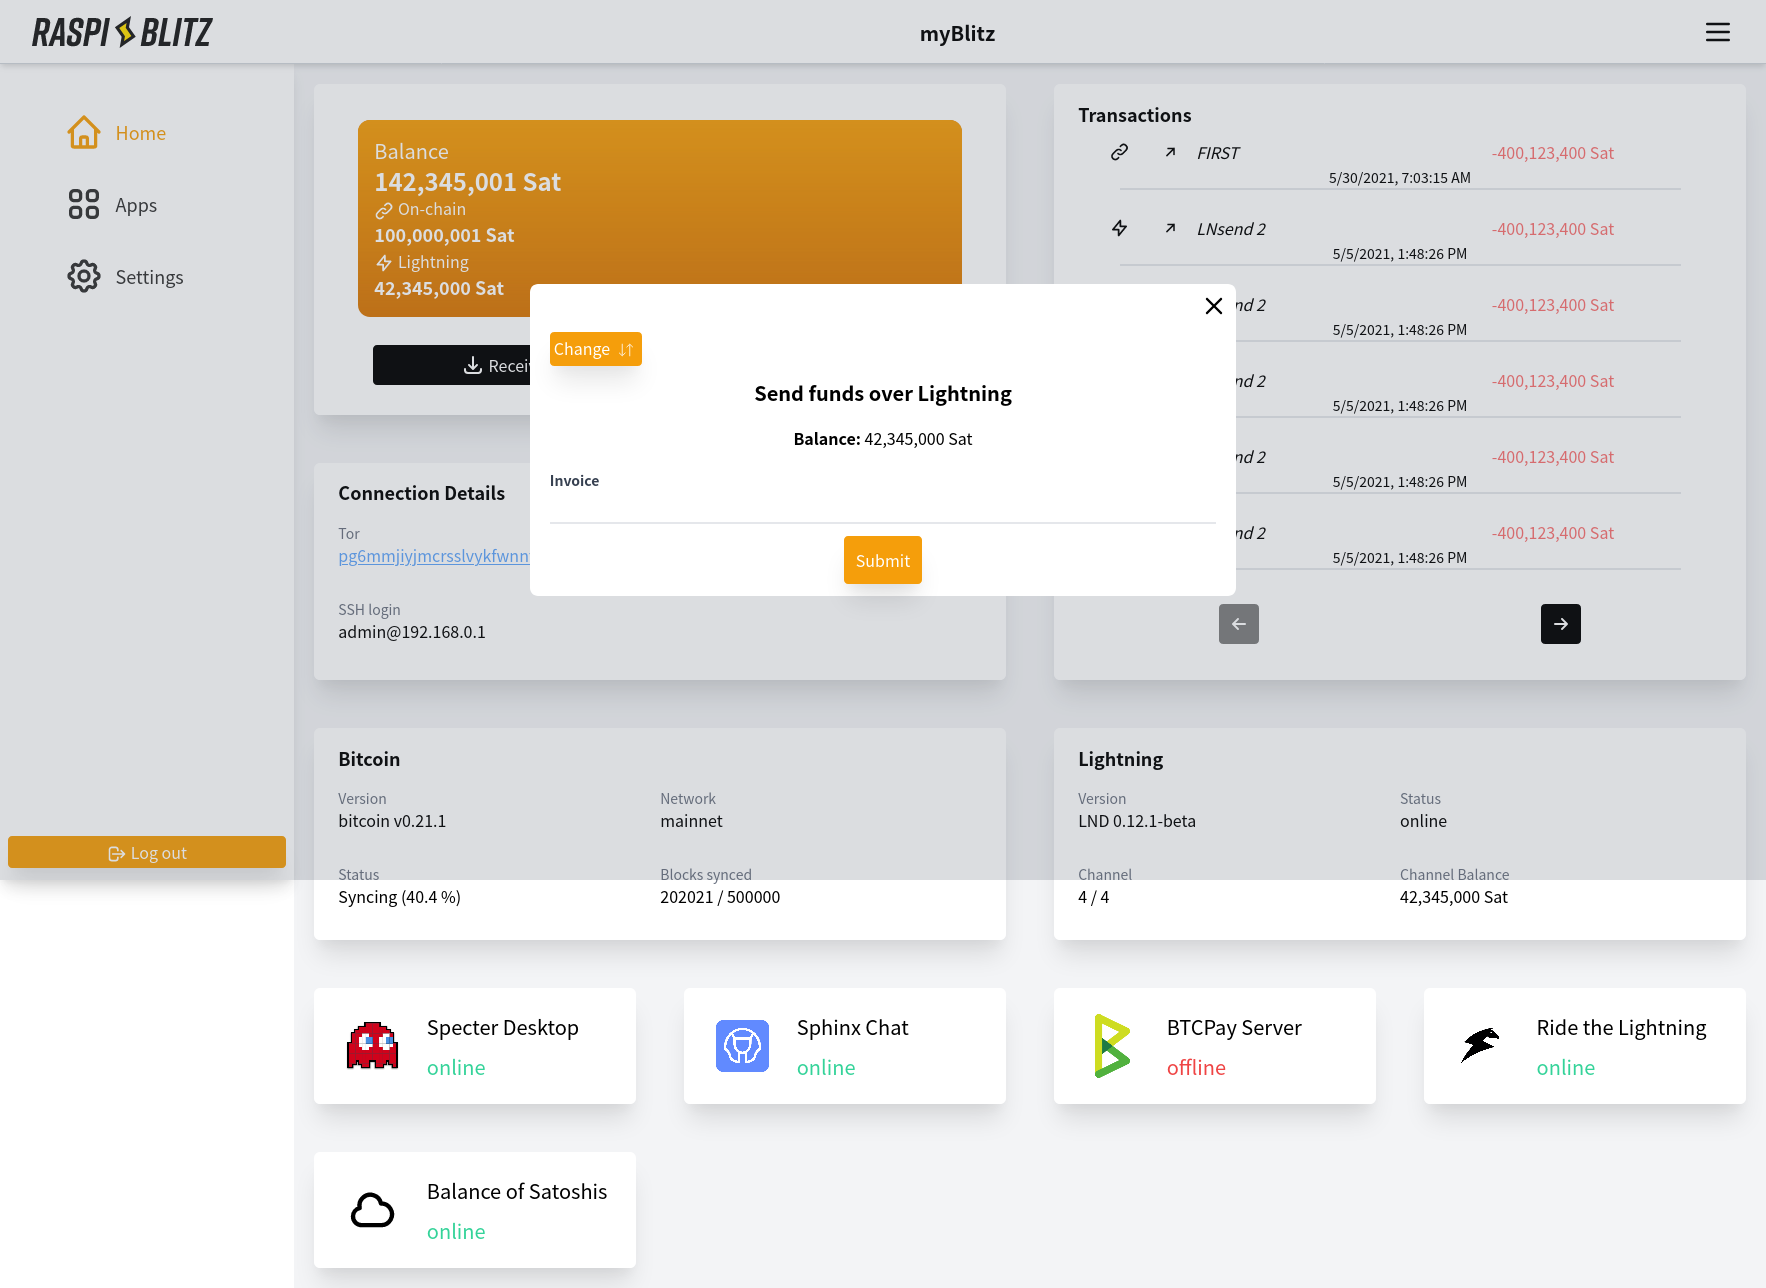 RASPI BLITZ
myBlitz
Home
Apps
Settings
Log out
Balance
142,345,001 Sat
On-chain
100,000,001 Sat
Lightning
42,345,000 Sat
Transactions
FIRST
-400,123,400 Sat
5/30/2021, 7:03:15 AM
LNsend 2
-400,123,400 Sat
5/5/2021, 1:48:26 PM
nd 2
-400,123,400 Sat
5/5/2021, 1:48:26 PM
nd 2
-400,123,400 Sat
5/5/2021, 1:48:26 PM
nd 2
-400,123,400 Sat
5/5/2021, 1:48:26 PM
nd 2
-400,123,400 Sat
5/5/2021, 1:48:26 PM
Change
Send funds over Lightning
Balance: 42,345,000 Sat
Invoice
Submit
Connection Details
Tor
pg6mmjiyjmcrsslvykfwnn
SSH login
admin@192.168.0.1
Bitcoin
Version
bitcoin v0.21.1
Network
mainnet
Status
Syncing (40.4 %)
Blocks synced
202021 / 500000
Lightning
Version
LND 0.12.1-beta
Status
online
Channel
4 / 4
Channel Balance
42,345,000 Sat
Specter Desktop
online
Sphinx Chat
online
BTCPay Server
offline
Ride the Lightning
online
Balance of Satoshis
online